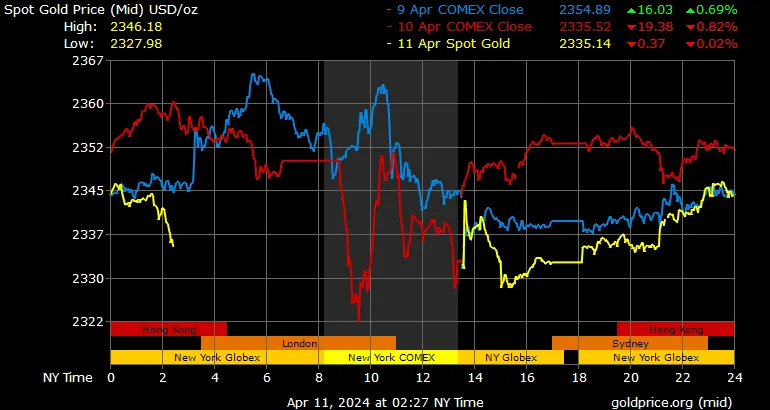 Spot Gold Price (Mid) USD/oz - 9 Apr COMEX Close 2354.89 ▲16.03 ▲0.69%
High: 2346.18 - 10 Apr COMEX Close 2335.52 ▼19.38 ▼0.82%
Low: 2327.98 - 11 Apr Spot Gold 2335.14 ▼0.37 ▼0.02%
2367
2360
2352
2345
2337
2330
2322
Hong Kong Hong Kong
London Sydney
New York Globex New York COMEX NY Globex New York Globex
NY Time 0 2 4 6 8 10 12 14 16 18 20 22 24
Apr 11, 2024 at 02:27 NY Time goldprice.org (mid)